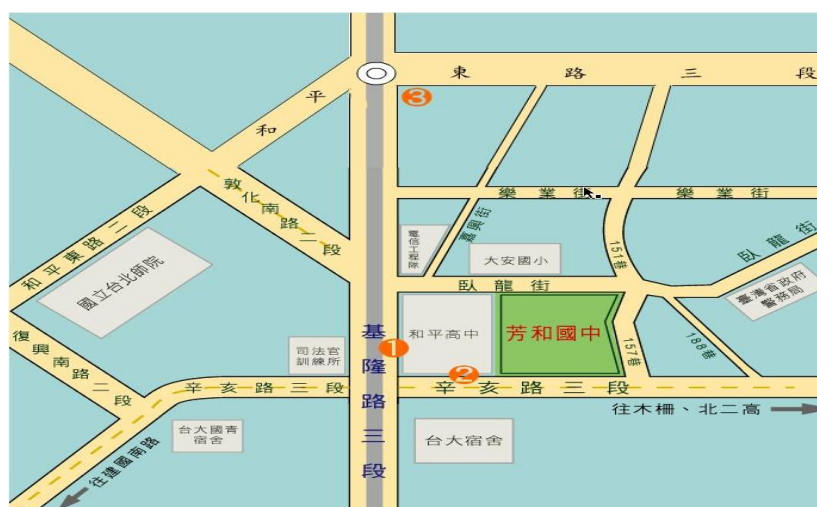 和平東路三段
③
敦化南路二段
樂業街
樂業街
和平東路二段
嘉興街
電信工程隊
大安國小
151巷
臥龍街
國立台北師院
臥龍街
臺灣省政府
警務局
復興南路二段
司法官
訓練所
基隆路三段
①
和平高中
芳和國中
157巷
188巷
②
辛亥路三段
辛亥路三段
往木柵、北二高
台大國青
宿舍
台大宿舍
往建國南路